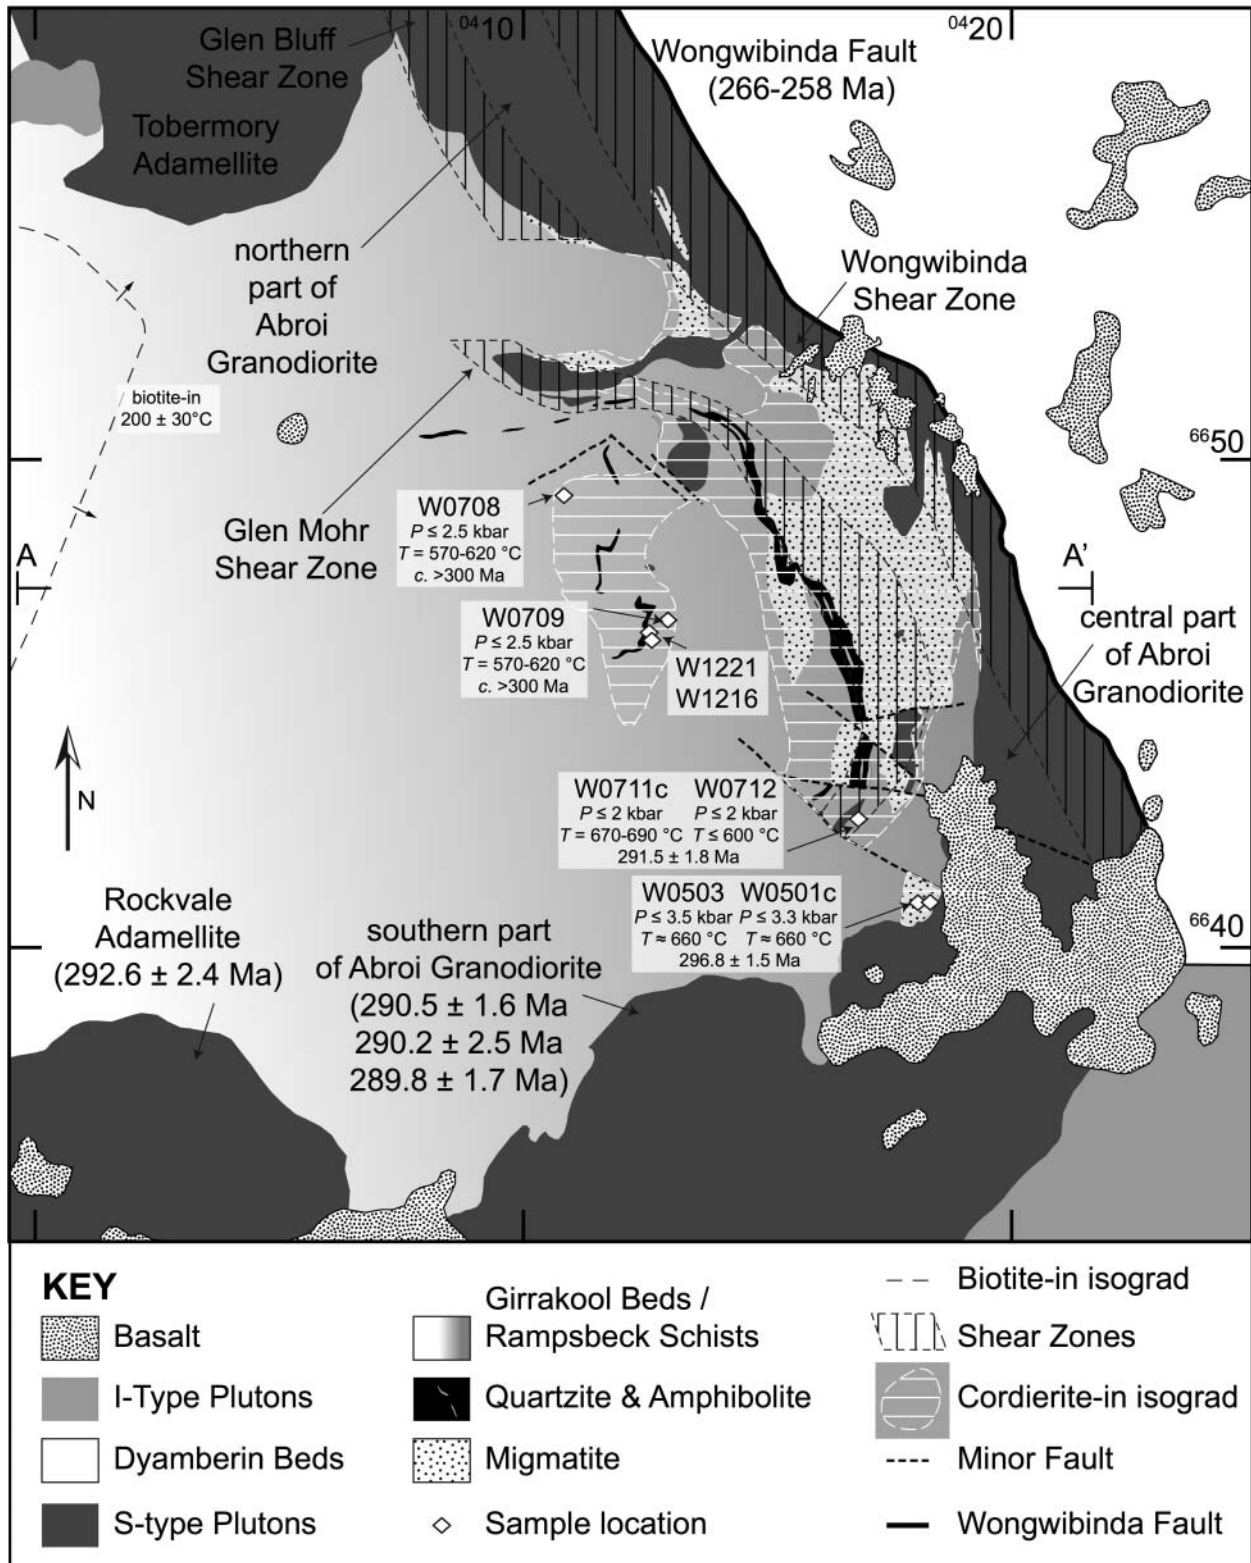 Glen Bluff
Shear Zone
Tobermory
Adamellite
0410
0420
Wongwibinda Fault
(266-258 Ma)
northern
part of
Abroi
Granodiorite
Wongwibinda
Shear Zone
biotite-in
200 ± 30°C
6650
Glen Mohr
Shear Zone
W0708
P ≤ 2.5 kbar
T = 570-620 °C
c. >300 Ma
A
A'
W0709
P ≤ 2.5 kbar
T = 570-620 °C
c. >300 Ma
W1221
W1216
central part
of Abroi
Granodiorite
N
W0711c W0712
P ≤ 2 kbar P ≤ 2 kbar
T = 670-690 °C T ≤ 600 °C
291.5 ± 1.8 Ma
W0503 W0501c
P ≤ 3.5 kbar P ≤ 3.3 kbar
T ≈ 660 °C T ≈ 660 °C
296.8 ± 1.5 Ma
6640
Rockvale
Adamellite
(292.6 ± 2.4 Ma)
southern part
of Abroi Granodiorite
(290.5 ± 1.6 Ma
290.2 ± 2.5 Ma
289.8 ± 1.7 Ma)
KEY
Basalt
I-Type Plutons
Dyamberin Beds
S-type Plutons
Girrakool Beds /
Rampsbeck Schists
Quartzite & Amphibolite
Migmatite
Sample location
Biotite-in isograd
Shear Zones
Cordierite-in isograd
Minor Fault
Wongwibinda Fault